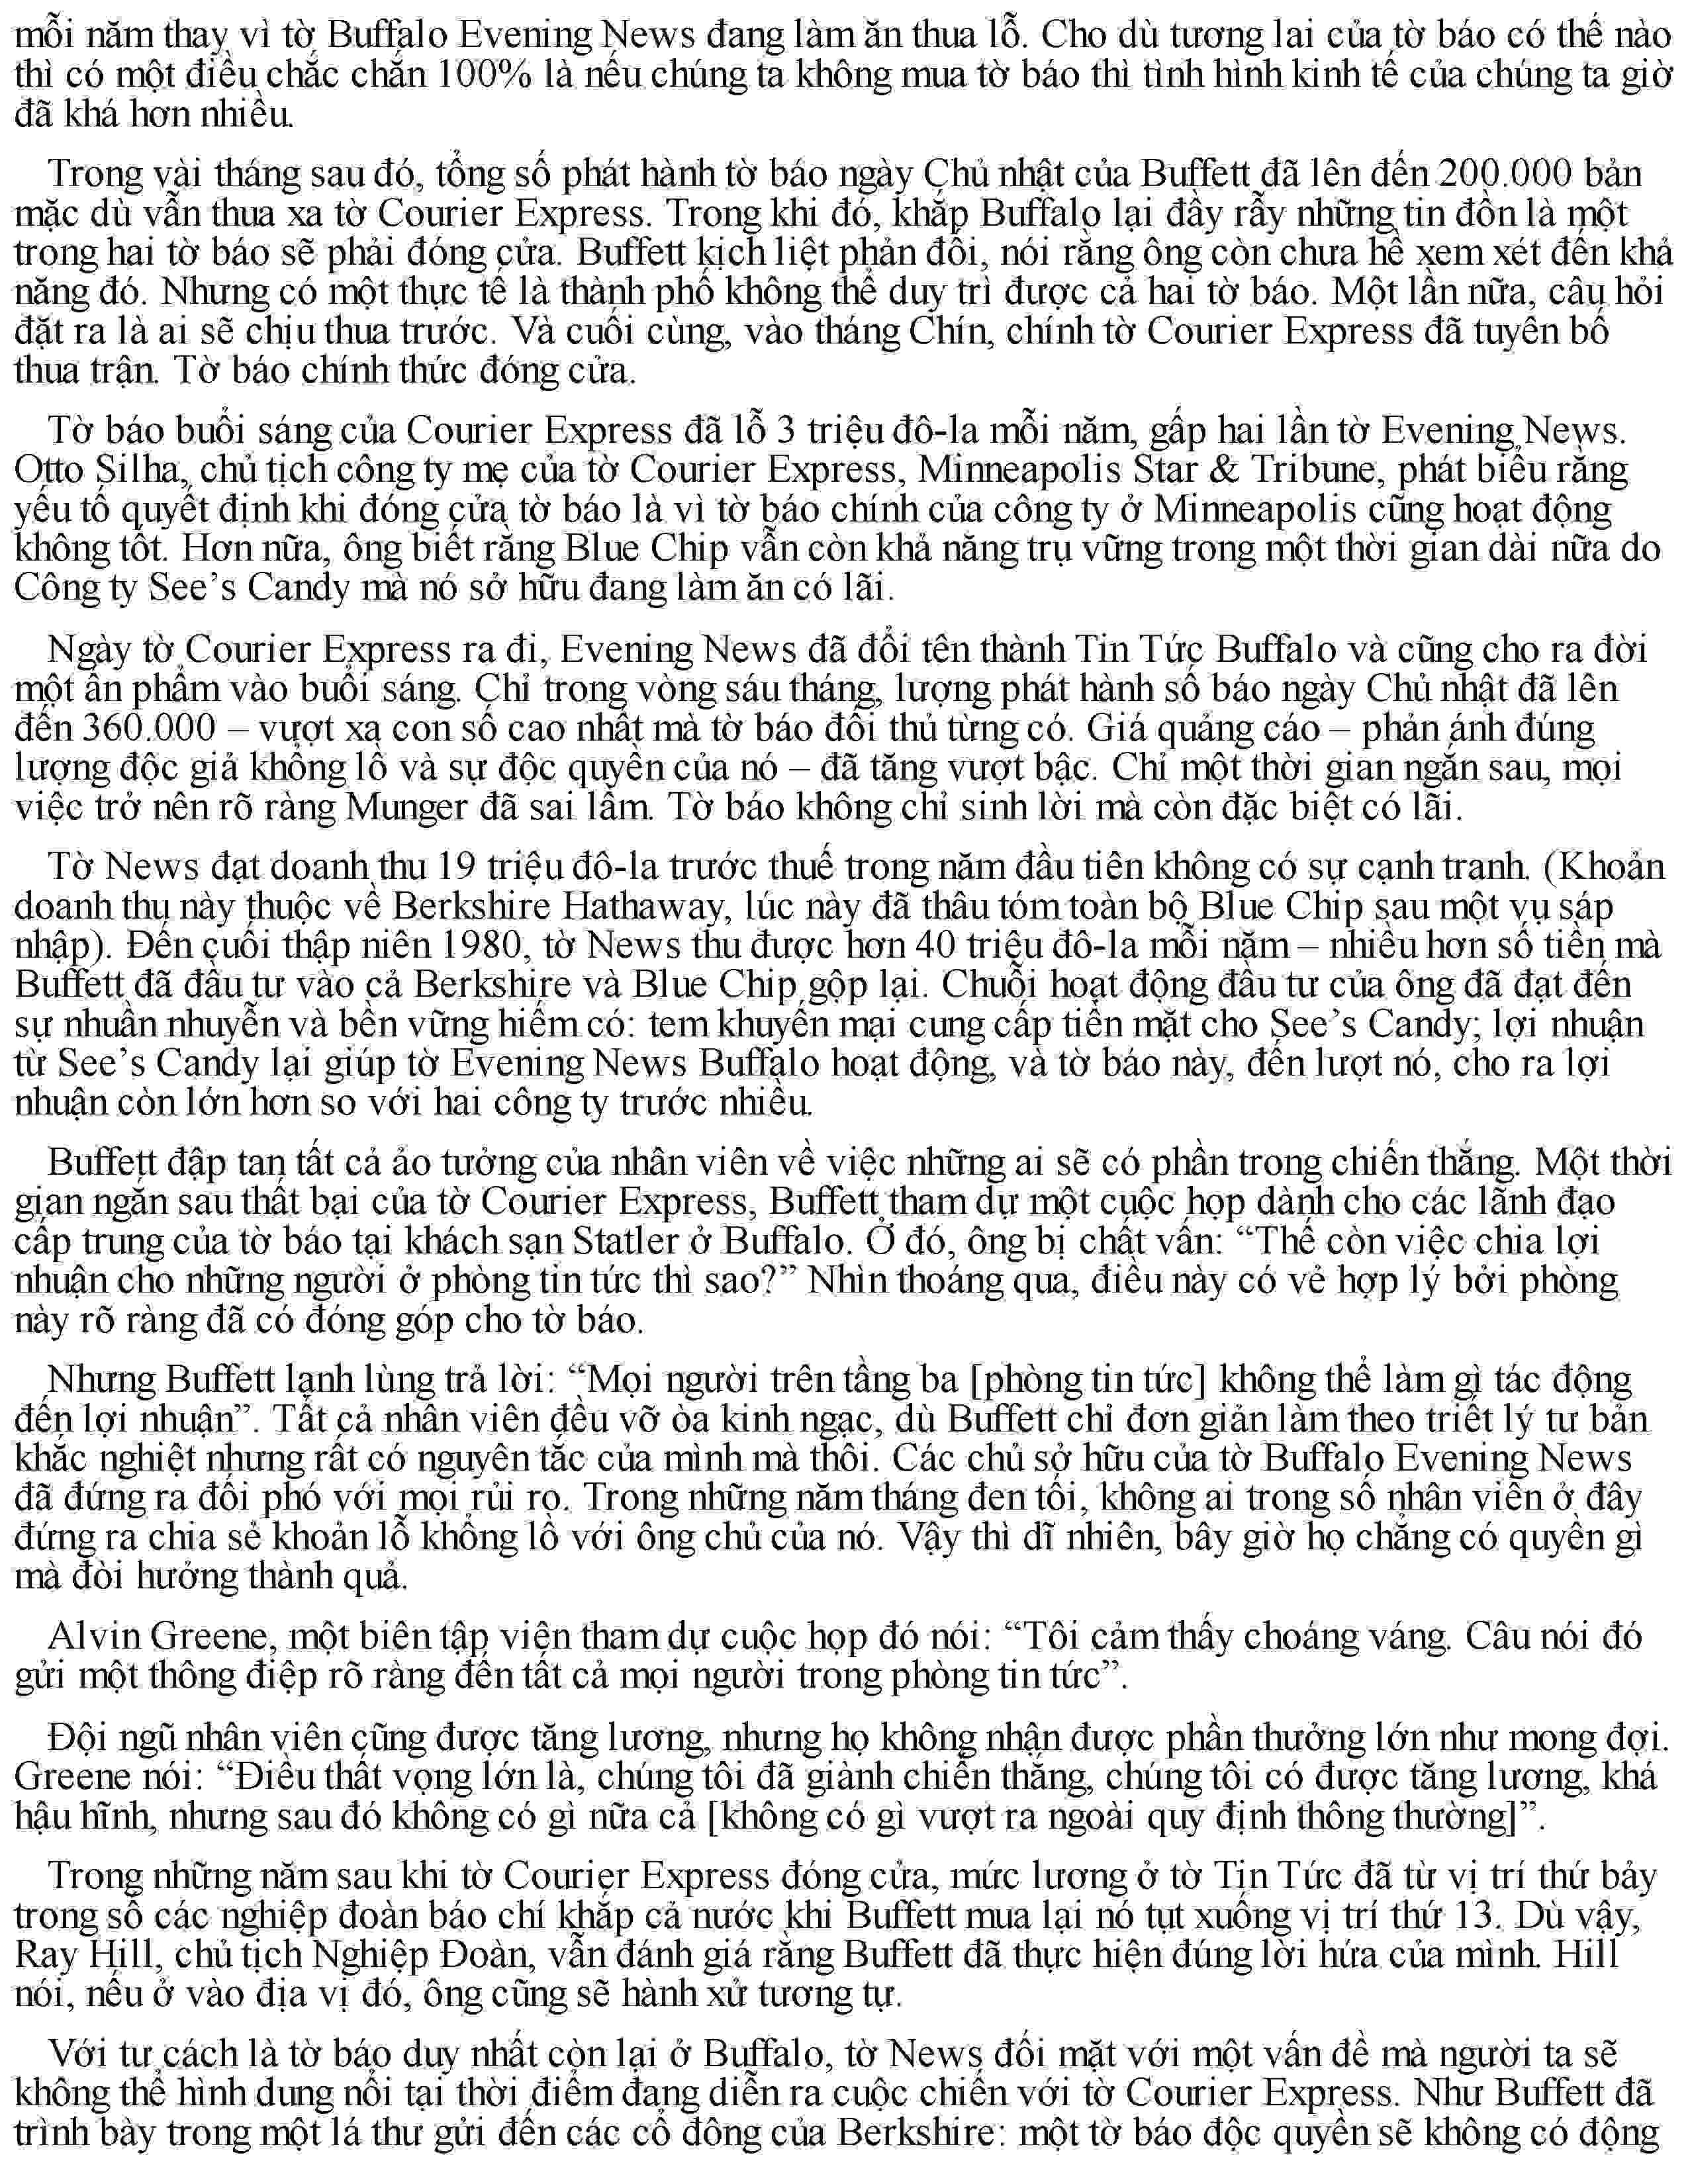 mỗi năm thay vì tờ Buffalo Evening News đang làm ăn thua lỗ. Cho dù tương lai của tờ báo có thế nào
thì có một điều chắc chắn 100% là nếu chúng ta không mua tờ báo thì tình hình kinh tế của chúng ta giờ
đã khá hơn nhiều.
Trong vài tháng sau đó, tổng số phát hành tờ báo ngày Chủ nhật của Buffett đã lên đến 200.000 bản
mặc dù vẫn thua xa tờ Courier Express. Trong khi đó, khắp Buffalo lại đầy rẫy những tin đồn là một
trong hai tờ báo sẽ phải đóng cửa. Buffett kịch liệt phản đối, nói rằng ông còn chưa hề xem xét đến khả
năng đó. Nhưng có một thực tế là thành phố không thể duy trì được cả hai tờ báo. Một lần nữa, câu hỏi
đặt ra là ai sẽ chịu thua trước. Và cuối cùng, vào tháng Chín, chính tờ Courier Express đã tuyên bố
thua trận. Tờ báo chính thức đóng cửa.
Tờ báo buổi sáng của Courier Express đã lỗ 3 triệu đô-la mỗi năm, gấp hai lần tờ Evening News.
Otto Silha, chủ tịch công ty mẹ của tờ Courier Express, Minneapolis Star & Tribune, phát biểu rằng
yếu tố quyết định khi đóng cửa tờ báo là vì tờ báo chính của công ty ở Minneapolis cũng hoạt động
không tốt. Hơn nữa, ông biết rằng Blue Chip vẫn còn khả năng trụ vững trong một thời gian dài nữa do
Công ty See’s Candy mà nó sở hữu đang làm ăn có lãi.
Ngày tờ Courier Express ra đi, Evening News đã đổi tên thành Tin Tức Buffalo và cũng cho ra đời
một ấn phẩm vào buổi sáng. Chỉ trong vòng sáu tháng, lượng phát hành số báo ngày Chủ nhật đã lên
đến 360.000 – vượt xa con số cao nhất mà tờ báo đối thủ từng có. Giá quảng cáo – phản ánh đúng
lượng độc giả khổng lồ và sự độc quyền của nó – đã tăng vượt bậc. Chỉ một thời gian ngắn sau, mọi
việc trở nên rõ ràng Munger đã sai lầm. Tờ báo không chỉ sinh lời mà còn đặc biệt có lãi.
Tờ News đạt doanh thu 19 triệu đô-la trước thuế trong năm đầu tiên không có sự cạnh tranh. (Khoản
doanh thu này thuộc về Berkshire Hathaway, lúc này đã thâu tóm toàn bộ Blue Chip sau một vụ sáp
nhập). Đến cuối thập niên 1980, tờ News thu được hơn 40 triệu đô-la mỗi năm – nhiều hơn số tiền mà
Buffett đã đầu tư vào cả Berkshire và Blue Chip gộp lại. Chuỗi hoạt động đầu tư của ông đã đạt đến
sự nhuần nhuyễn và bền vững hiếm có: tem khuyến mại cung cấp tiền mặt cho See’s Candy; lợi nhuận
từ See’s Candy lại giúp tờ Evening News Buffalo hoạt động, và tờ báo này, đến lượt nó, cho ra lợi
nhuận còn lớn hơn so với hai công ty trước nhiều.
Buffett đập tan tất cả ảo tưởng của nhân viên về việc những ai sẽ có phần trong chiến thắng. Một thời
gian ngắn sau thất bại của tờ Courier Express, Buffett tham dự một cuộc họp dành cho các lãnh đạo
cấp trung của tờ báo tại khách sạn Statler ở Buffalo. Ở đó, ông bị chất vấn: “Thế còn việc chia lợi
nhuận cho những người ở phòng tin tức thì sao?” Nhìn thoáng qua, điều này có vẻ hợp lý bởi phòng
này rõ ràng đã có đóng góp cho tờ báo.
Nhưng Buffett lạnh lùng trả lời: “Mọi người trên tầng ba [phòng tin tức] không thể làm gì tác động
đến lợi nhuận”. Tất cả nhân viên đều vỡ òa kinh ngạc, dù Buffett chỉ đơn giản làm theo triết lý tư bản
khắc nghiệt nhưng rất có nguyên tắc của mình mà thôi. Các chủ sở hữu của tờ Buffalo Evening News
đã đứng ra đối phó với mọi rủi ro. Trong những năm tháng đen tối, không ai trong số nhân viên ở đây
đứng ra chia sẻ khoản lỗ khổng lồ với ông chủ của nó. Vậy thì dĩ nhiên, bây giờ họ chẳng có quyền gì
mà đòi hưởng thành quả.
Alvin Greene, một biên tập viên tham dự cuộc họp đó nói: “Tôi cảm thấy choáng váng. Câu nói đó
gửi một thông điệp rõ ràng đến tất cả mọi người trong phòng tin tức”.
Đội ngũ nhân viên cũng được tăng lương, nhưng họ không nhận được phần thưởng lớn như mong đợi.
Greene nói: “Điều thất vọng lớn là, chúng tôi đã giành chiến thắng, chúng tôi có được tăng lương, khá
hậu hĩnh, nhưng sau đó không có gì nữa cả [không có gì vượt ra ngoài quy định thông thường]”.
Trong những năm sau khi tờ Courier Express đóng cửa, mức lương ở tờ Tin Tức đã từ vị trí thứ bảy
trong số các nghiệp đoàn báo chí khắp cả nước khi Buffett mua lại nó tụt xuống vị trí thứ 13. Dù vậy,
Ray Hill, chủ tịch Nghiệp Đoàn, vẫn đánh giá rằng Buffett đã thực hiện đúng lời hứa của mình. Hill
nói, nếu ở vào địa vị đó, ông cũng sẽ hành xử tương tự.
Với tư cách là tờ báo duy nhất còn lại ở Buffalo, tờ News đối mặt với một vấn đề mà người ta sẽ
không thể hình dung nổi tại thời điểm đang diễn ra cuộc chiến với tờ Courier Express. Như Buffett đã
trình bày trong một lá thư gửi đến các cổ đông của Berkshire: một tờ báo độc quyền sẽ không có động